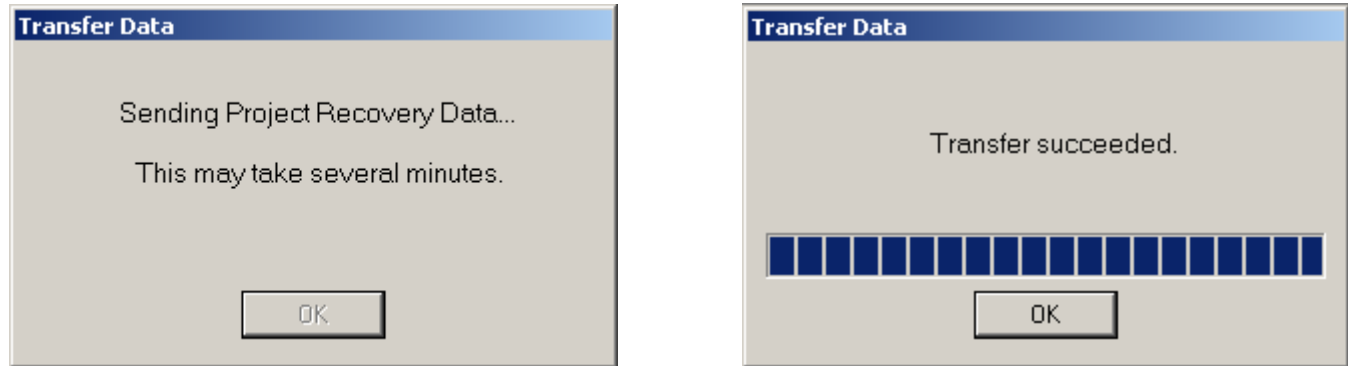 Transfer Data
Sending Project Recovery Data...
This may take several minutes.
OK
Transfer Data
Transfer succeeded.
OK